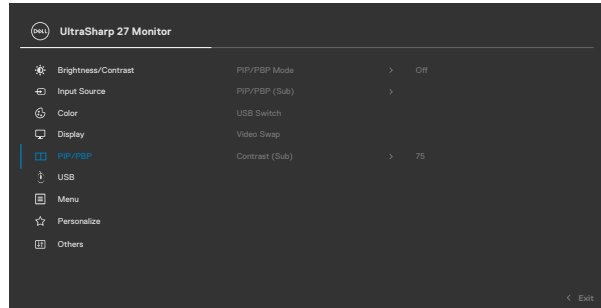 DELL UltraSharp 27 Monitor
Brightness/Contrast PIP/PBP Mode > Off
Input Source PIP/PBP (Sub) >
Color USB Switch
Display Video Swap
PIP/PBP Contrast (Sub) > 75
USB
Menu
Personalize
Others
< Exit